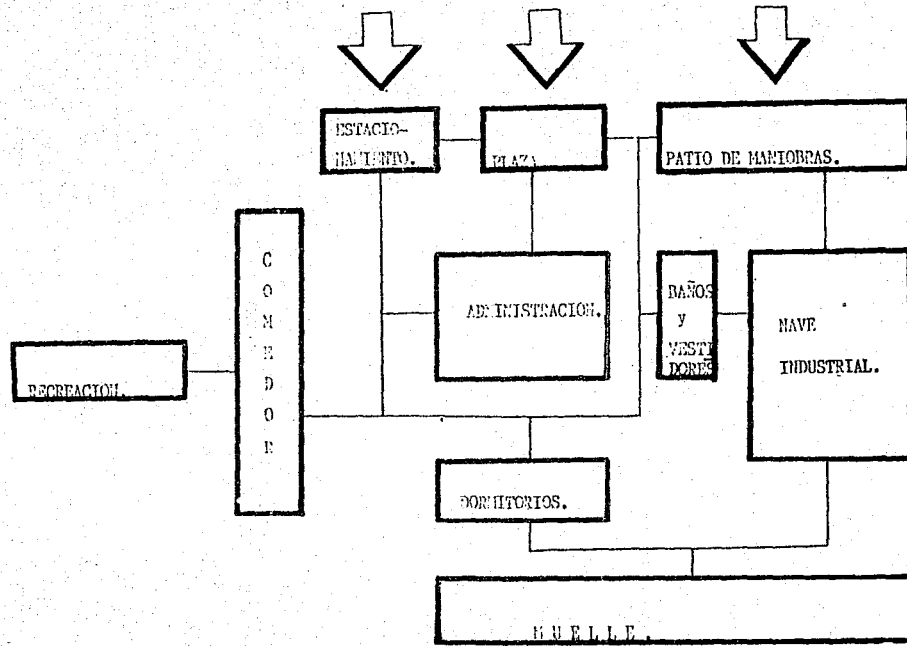 ESTACIO-
NAMIENTO.
PLAZA
PATIO DE MANIOBRAS.
C
O
M
E
D
O
R
ADMINISTRACION.
BAÑOS
y
VESTI
DORES
NAVE
INDUSTRIAL.
RECREACION.
DORMITORIOS.
MUELLE.